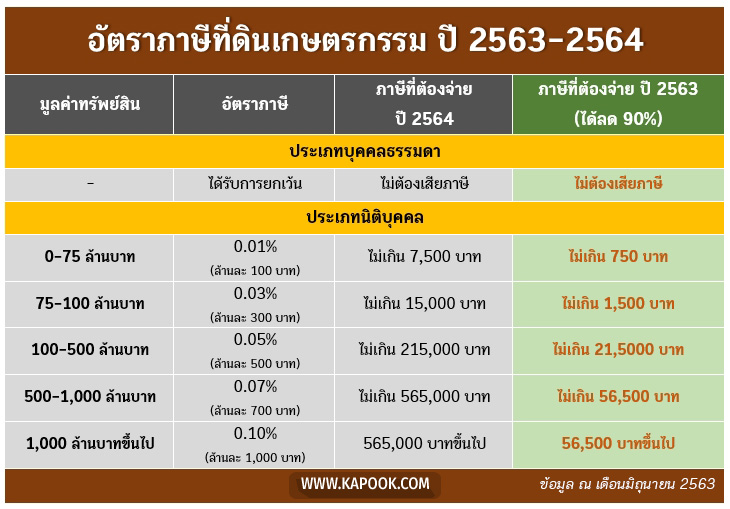 อัตราภาษีที่ดินเกษตรกรรม ปี 2563-2564
มูลค่าทรัพย์สิน
อัตราภาษี
ภาษีที่ต้องจ่าย
ปี 2564
ภาษีที่ต้องจ่าย ปี 2563
(ได้ลด 90%)
ประเภทบุคคลธรรมดา
-
ได้รับการยกเว้น
ไม่ต้องเสียภาษี
ไม่ต้องเสียภาษี
ประเภทนิติบุคคล
0-75 ล้านบาท
0.01%
(ล้านละ 100 บาท)
ไม่เกิน 7,500 บาท
ไม่เกิน 750 บาท
75-100 ล้านบาท
0.03%
(ล้านละ 300 บาท)
ไม่เกิน 15,000 บาท
ไม่เกิน 1,500 บาท
100-500 ล้านบาท
0.05%
(ล้านละ 500 บาท)
ไม่เกิน 215,000 บาท
ไม่เกิน 21,5000 บาท
500-1,000 ล้านบาท
0.07%
(ล้านละ 700 บาท)
ไม่เกิน 565,000 บาท
ไม่เกิน 56,500 บาท
1,000 ล้านบาทขึ้นไป
0.10%
(ล้านละ 1,000 บาท)
565,000 บาทขึ้นไป
56,500 บาทขึ้นไป
WWW.KAPOOK.COM
ข้อมูล ณ เดือนมิถุนายน 2563